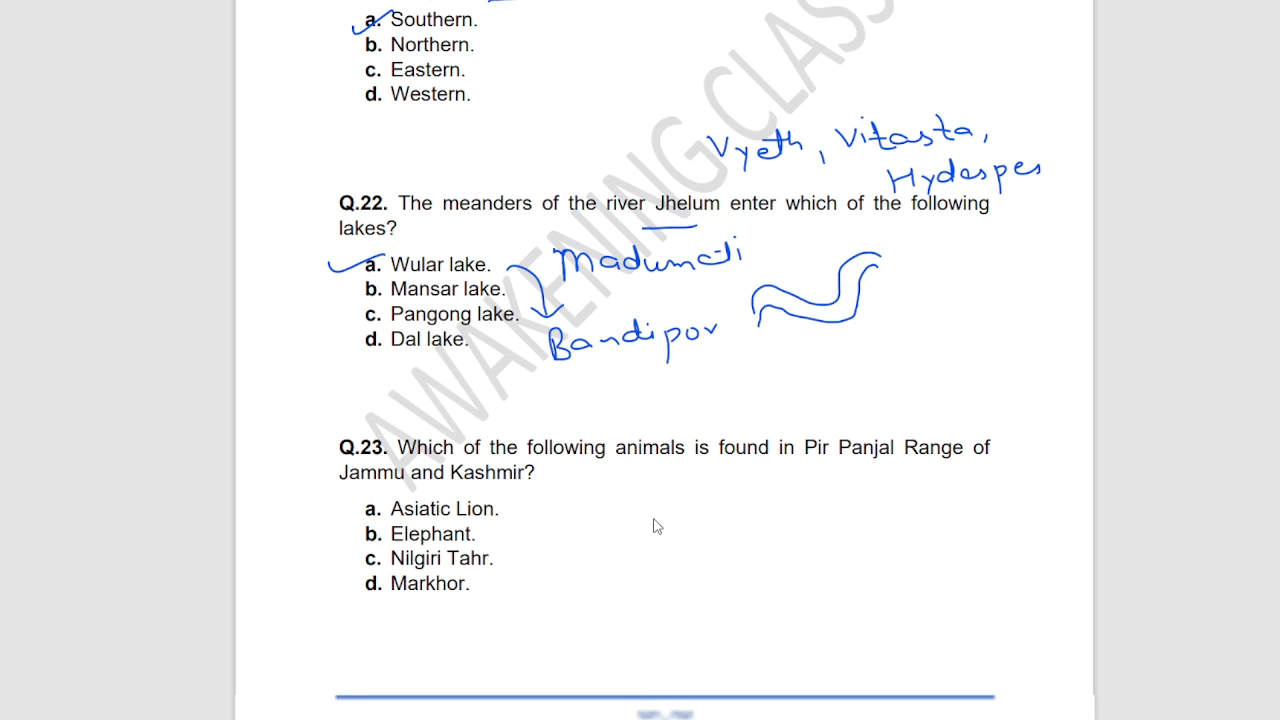 a. Southern.
b. Northern.
c. Eastern.
d. Western.
Vyeth, Vitasta,
Hydespes
Q.22. The meanders of the river Jhelum enter which of the following
lakes?
a. Wular lake.
b. Mansar lake.
c. Pangong lake.
d. Dal lake.
Madumati
Bandipor
Q.23. Which of the following animals is found in Pir Panjal Range of
Jammu and Kashmir?
a. Asiatic Lion.
b. Elephant.
c. Nilgiri Tahr.
d. Markhor.
AWAKENING CLASS